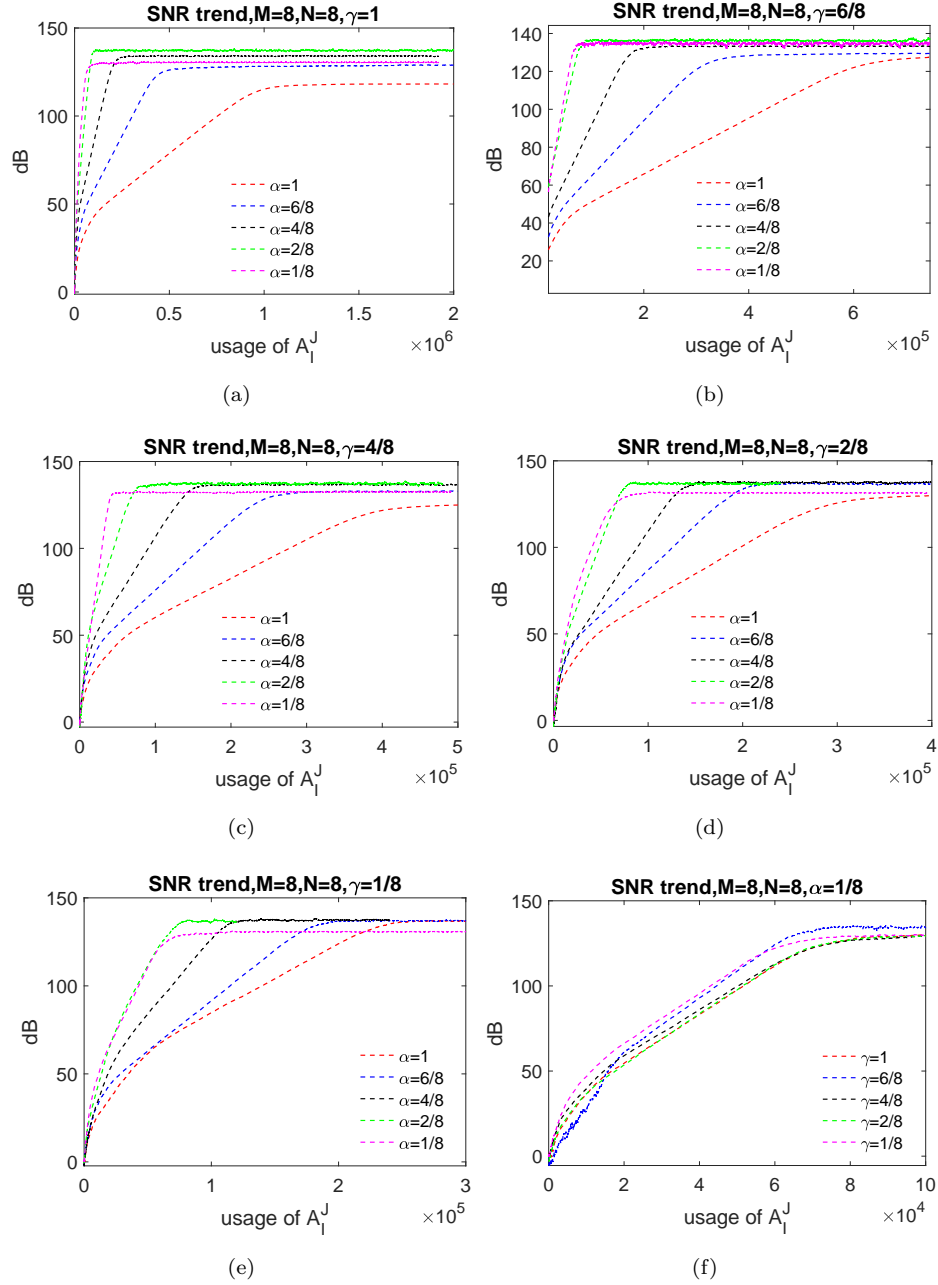 SNR trend,M=8,N=8,γ=1
150
100
50
0
dB
α=1
α=6/8
α=4/8
α=2/8
α=1/8
0 0.5 1 1.5 2
usage of A_I^J ×10^6
(a)
SNR trend,M=8,N=8,γ=6/8
140
120
100
80
60
40
20
dB
α=1
α=6/8
α=4/8
α=2/8
α=1/8
2 4 6
usage of A_I^J ×10^5
(b)
SNR trend,M=8,N=8,γ=4/8
150
100
50
0
dB
α=1
α=6/8
α=4/8
α=2/8
α=1/8
0 1 2 3 4 5
usage of A_I^J ×10^5
(c)
SNR trend,M=8,N=8,γ=2/8
150
100
50
0
dB
α=1
α=6/8
α=4/8
α=2/8
α=1/8
0 1 2 3 4
usage of A_I^J ×10^5
(d)
SNR trend,M=8,N=8,γ=1/8
150
100
50
0
dB
α=1
α=6/8
α=4/8
α=2/8
α=1/8
0 1 2 3
usage of A_I^J ×10^5
(e)
SNR trend,M=8,N=8,α=1/8
150
100
50
0
dB
γ=1
γ=6/8
γ=4/8
γ=2/8
γ=1/8
0 2 4 6 8 10
usage of A_I^J ×10^4
(f)